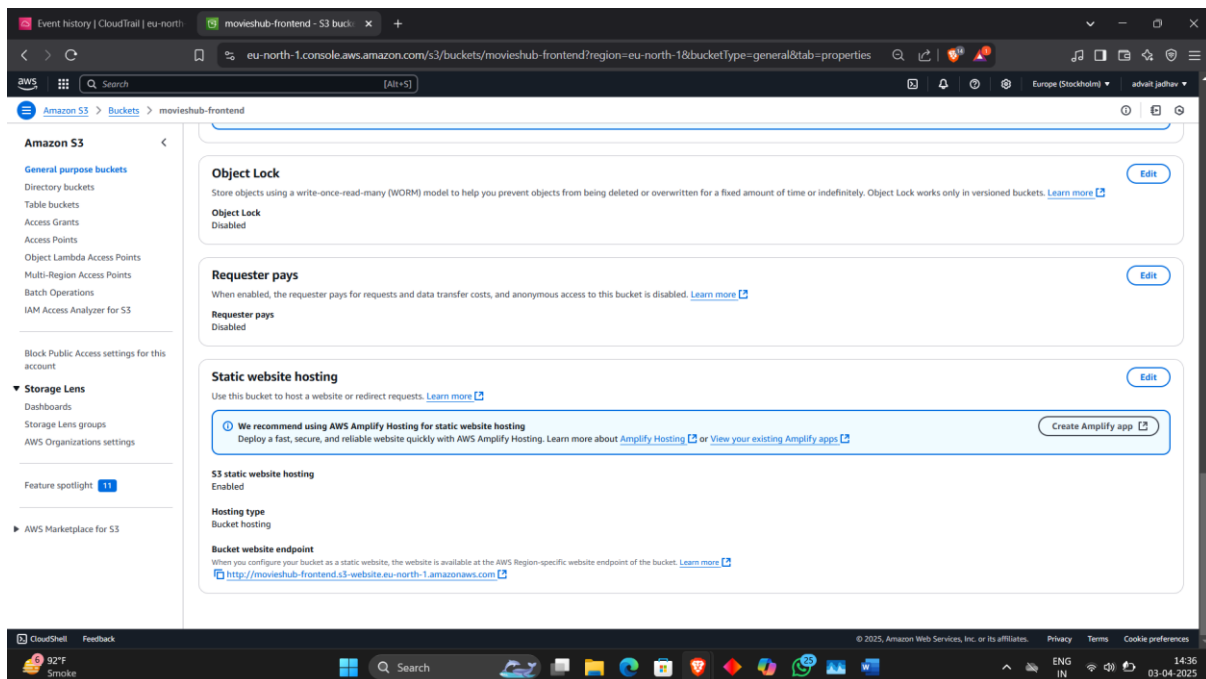 Event history | CloudTrail | eu-north
movieshub-frontend - S3 buck
eu-north-1.console.aws.amazon.com/s3/buckets/movieshub-frontend?region=eu-north-1&bucketType=general&tab=properties
aws
Search
[Alt+S]
Europe (Stockholm)
advait jadhav
Amazon S3 > Buckets > movieshub-frontend
Amazon S3
General purpose buckets
Directory buckets
Table buckets
Access Grants
Access Points
Object Lambda Access Points
Multi-Region Access Points
Batch Operations
IAM Access Analyzer for S3
Block Public Access settings for this
account
Storage Lens
Dashboards
Storage Lens groups
AWS Organizations settings
Feature spotlight 11
AWS Marketplace for S3
Object Lock
Edit
Store objects using a write-once-read-many (WORM) model to help you prevent objects from being deleted or overwritten for a fixed amount of time or indefinitely. Object Lock works only in versioned buckets. Learn more
Object Lock
Disabled
Requester pays
Edit
When enabled, the requester pays for requests and data transfer costs, and anonymous access to this bucket is disabled. Learn more
Requester pays
Disabled
Static website hosting
Edit
Use this bucket to host a website or redirect requests. Learn more
We recommend using AWS Amplify Hosting for static website hosting
Deploy a fast, secure, and reliable website quickly with AWS Amplify Hosting. Learn more about Amplify Hosting or View your existing Amplify apps
Create Amplify app
S3 static website hosting
Enabled
Hosting type
Bucket hosting
Bucket website endpoint
When you configure your bucket as a static website, the website is available at the AWS Region-specific website endpoint of the bucket. Learn more
http://movieshub-frontend.s3-website.eu-north-1.amazonaws.com
CloudShell
Feedback
© 2025, Amazon Web Services, Inc. or its affiliates.
Privacy
Terms
Cookie preferences
6
92°F
Smoke
Search
25
ENG
IN
14:36
03-04-2025